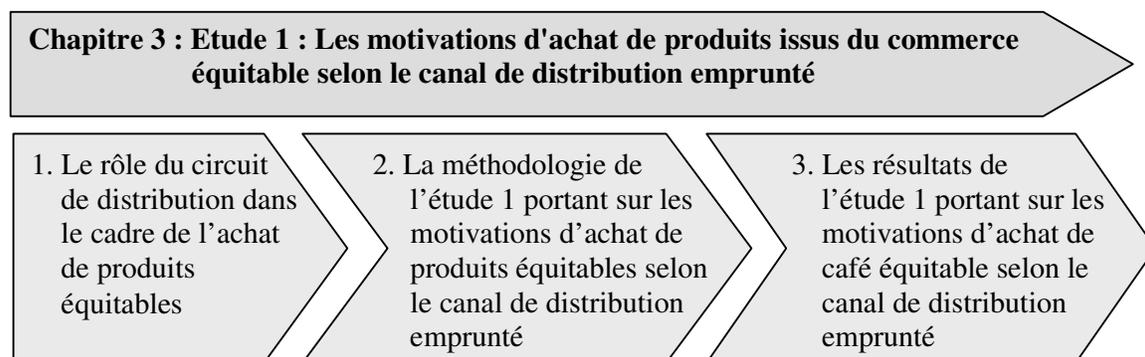 Chapitre 3 : Etude 1 : Les motivations d'achat de produits issus du commerce
équitable selon le canal de distribution emprunté
1. Le rôle du circuit
de distribution dans
le cadre de l’achat
de produits
équitables
2. La méthodologie de
l’étude 1 portant sur les
motivations d’achat de
produits équitables selon
le canal de distribution
emprunté
3. Les résultats de
l’étude 1 portant sur les
motivations d’achat de
café équitable selon le
canal de distribution
emprunté